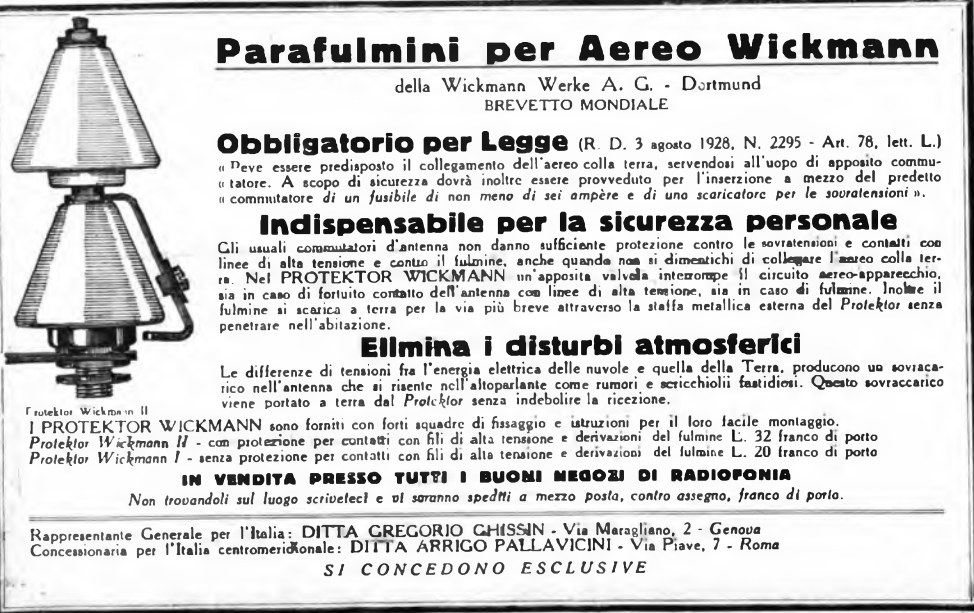 Parafulmini per Aereo Wickmann
della Wickmann Werke A. G. - Dortmund
BREVETTO MONDIALE
Obbligatorio per Legge (R. D. 3 agosto 1928, N. 2295 - Art. 78, lett. L.)
« Deve essere predisposto il collegamento dell'aereo colla terra, servendosi all'uopo di apposito commu-
« tatore. A scopo di sicurezza dovrà inoltre essere provveduto per l'inserzione a mezzo del predetto
« commutatore di un fusibile di non meno di sei ampère e di uno scaricatore per le sovratensioni ».
Indispensabile per la sicurezza personale
Gli usuali commutatori d'antenna non danno sufficiente protezione contro le sovratensioni e contatti con
linee di alta tensione e contro il fulmine, anche quando non si dimentichi di collegare l'aereo colla ter-
ra. Nel PROTEKTOR WICKMANN un'apposita valvola interrompe il circuito aereo-apparecchio,
sia in caso di fortuito contatto dell'antenna con linee di alta tensione, sia in caso di fulmine. Inoltre il
fulmine si scarica a terra per la via più breve attraverso la staffa metallica esterna del Protektor senza
penetrare nell'abitazione.
Elimina i disturbi atmosferici
Le differenze di tensioni fra l'energia elettrica delle nuvole e quella della Terra, producono un sovraca-
rico nell'antenna che si risente nell'altoparlante come rumori e scricchiolii fastidiosi. Questo sovraccarico
viene portato a terra dal Protektor senza indebolire la ricezione.
Protektor Wickmann II
I PROTEKTOR WICKMANN sono forniti con forti squadre di fissaggio e istruzioni per il loro facile montaggio.
Protektor Wickmann II - con protezione per contatti con fili di alta tensione e derivazioni del fulmine L. 32 franco di porto
Protektor Wickmann I - senza protezione per contatti con fili di alta tensione e derivazioni del fulmine L. 20 franco di porto
IN VENDITA PRESSO TUTTI I BUONI NEGOZI DI RADIOFONIA
Non trovandoli sul luogo scriveteci e vi saranno spediti a mezzo posta, contro assegno, franco di porto.
Rappresentante Generale per l'Italia: DITTA GREGORIO GHISSIN - Via Maragliano, 2 - Genova
Concessionaria per l'Italia centromeridionale: DITTA ARRIGO PALLAVICINI - Via Piave, 7 - Roma
SI CONCEDONO ESCLUSIVE